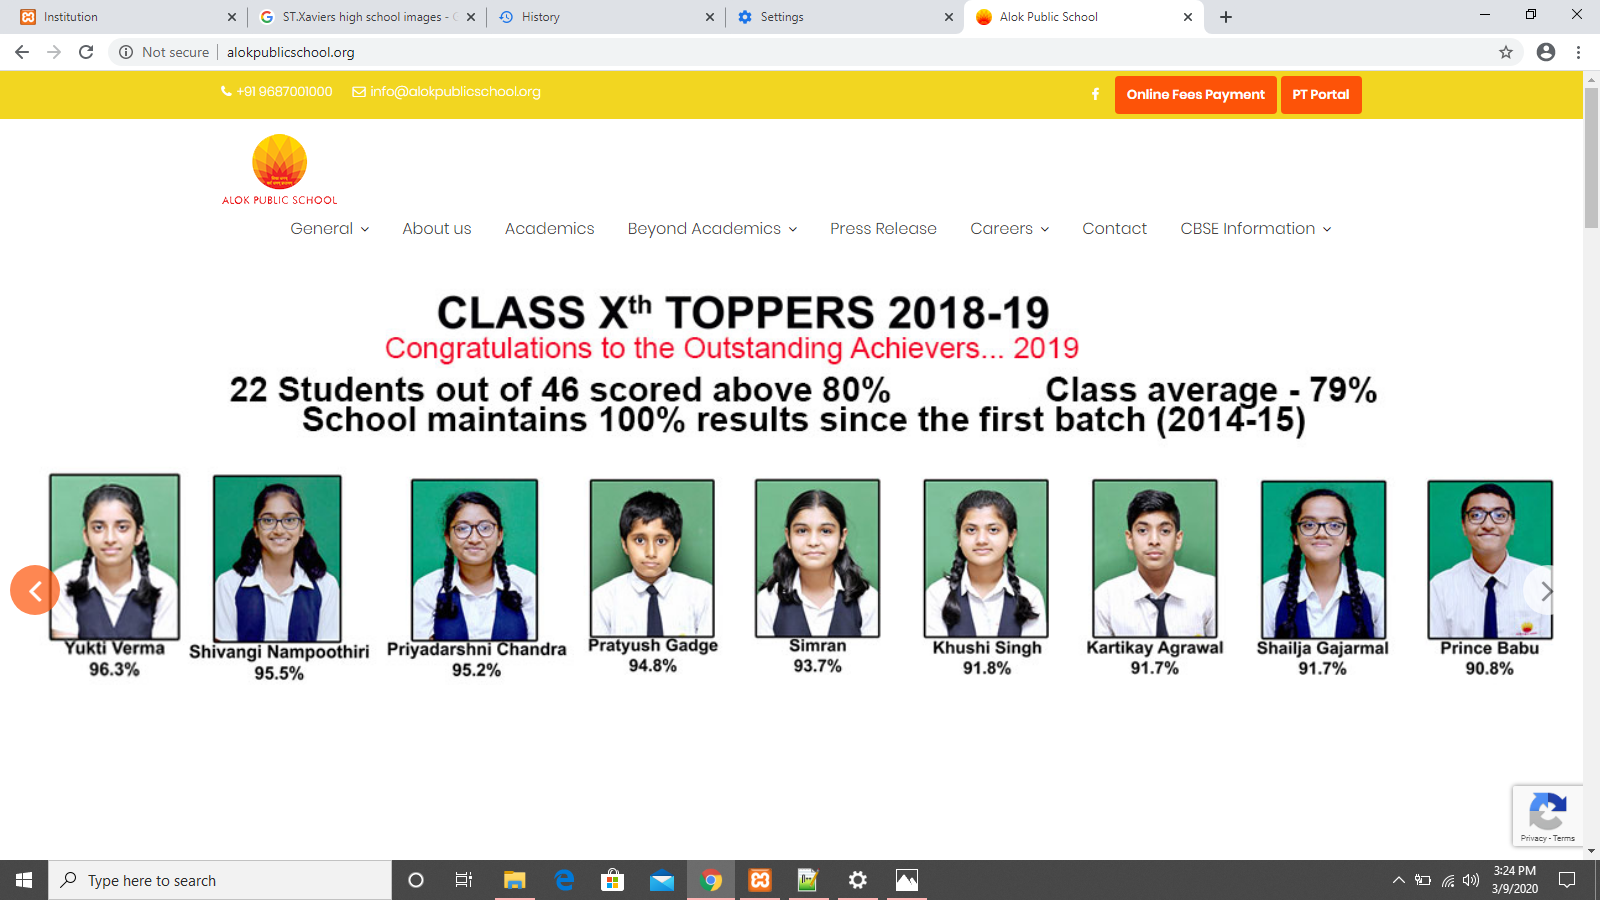 Institution
ST.Xaviers high school images - G
History
Settings
Alok Public School
Not secure
alokpublicschool.org
+91 9687001000
info@alokpublicschool.org
Online Fees Payment
PT Portal
ALOK PUBLIC SCHOOL
General
About us
Academics
Beyond Academics
Press Release
Careers
Contact
CBSE Information
CLASS Xth TOPPERS 2018-19
Congratulations to the Outstanding Achievers... 2019
22 Students out of 46 scored above 80%
Class average - 79%
School maintains 100% results since the first batch (2014-15)
Yukti Verma
96.3%
Shivangi Nampoothiri
95.5%
Priyadarshni Chandra
95.2%
Pratyush Gadge
94.8%
Simran
93.7%
Khushi Singh
91.8%
Kartikay Agrawal
91.7%
Shailja Gajarmal
91.7%
Prince Babu
90.8%
Privacy - Terms
Type here to search
3:24 PM
3/9/2020